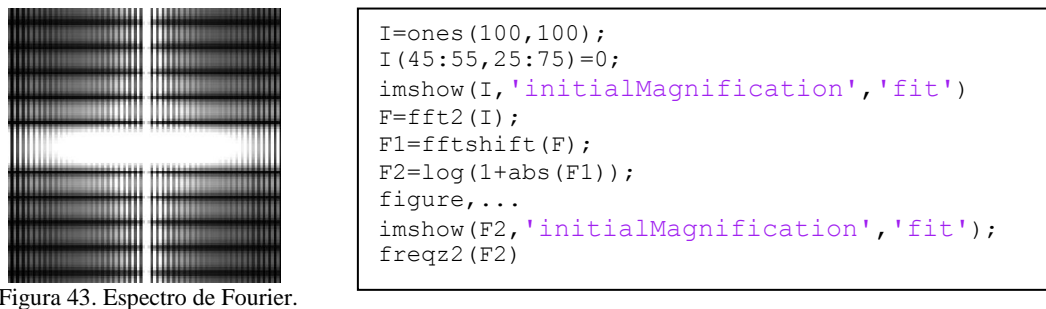 I=ones(100,100);
I(45:55,25:75)=0;
imshow(I,'initialMagnification','fit')
F=fft2(I);
F1=fftshift(F);
F2=log(1+abs(F1));
figure,...
imshow(F2,'initialMagnification','fit');
freqz2(F2)
Figura 43. Espectro de Fourier.